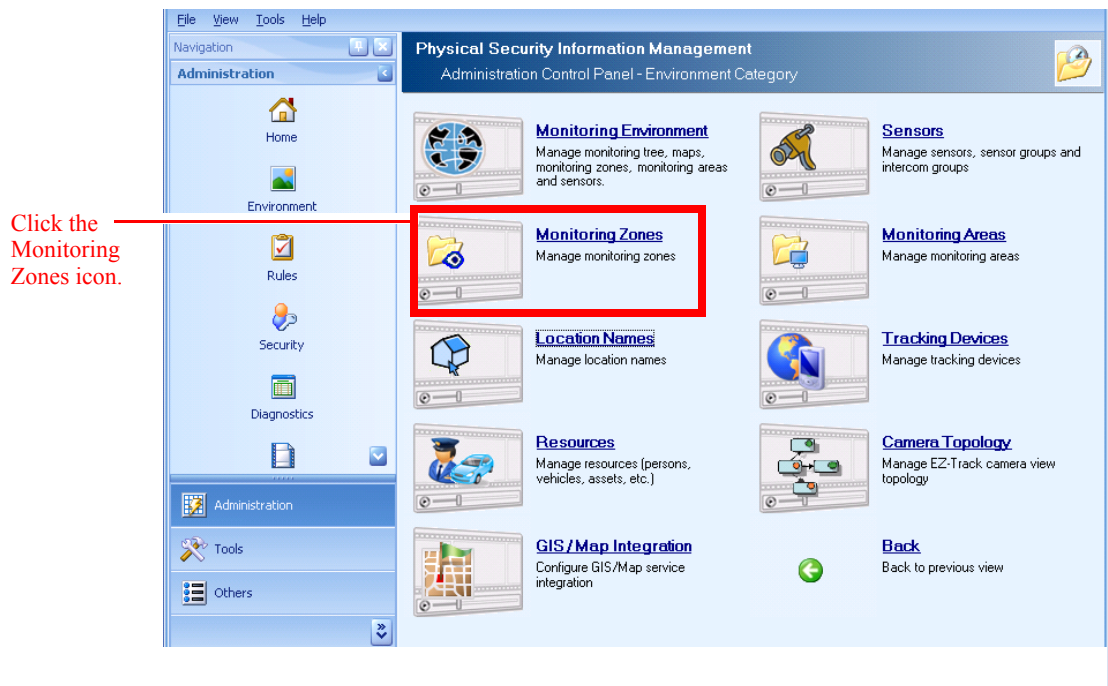 File View Tools Help
Navigation
Administration
Home
Environment
Rules
Security
Diagnostics
Administration
Tools
Others
Click the
Monitoring
Zones icon.
Physical Security Information Management
Administration Control Panel - Environment Category
Monitoring Environment
Manage monitoring tree, maps,
monitoring zones, monitoring areas
and sensors.
Sensors
Manage sensors, sensor groups and
intercom groups
Monitoring Zones
Manage monitoring zones
Monitoring Areas
Manage monitoring areas
Location Names
Manage location names
Tracking Devices
Manage tracking devices
Resources
Manage resources (persons,
vehicles, assets, etc.)
Camera Topology
Manage EZ-Track camera view
topology
GIS / Map Integration
Configure GIS/Map service
integration
Back
Back to previous view